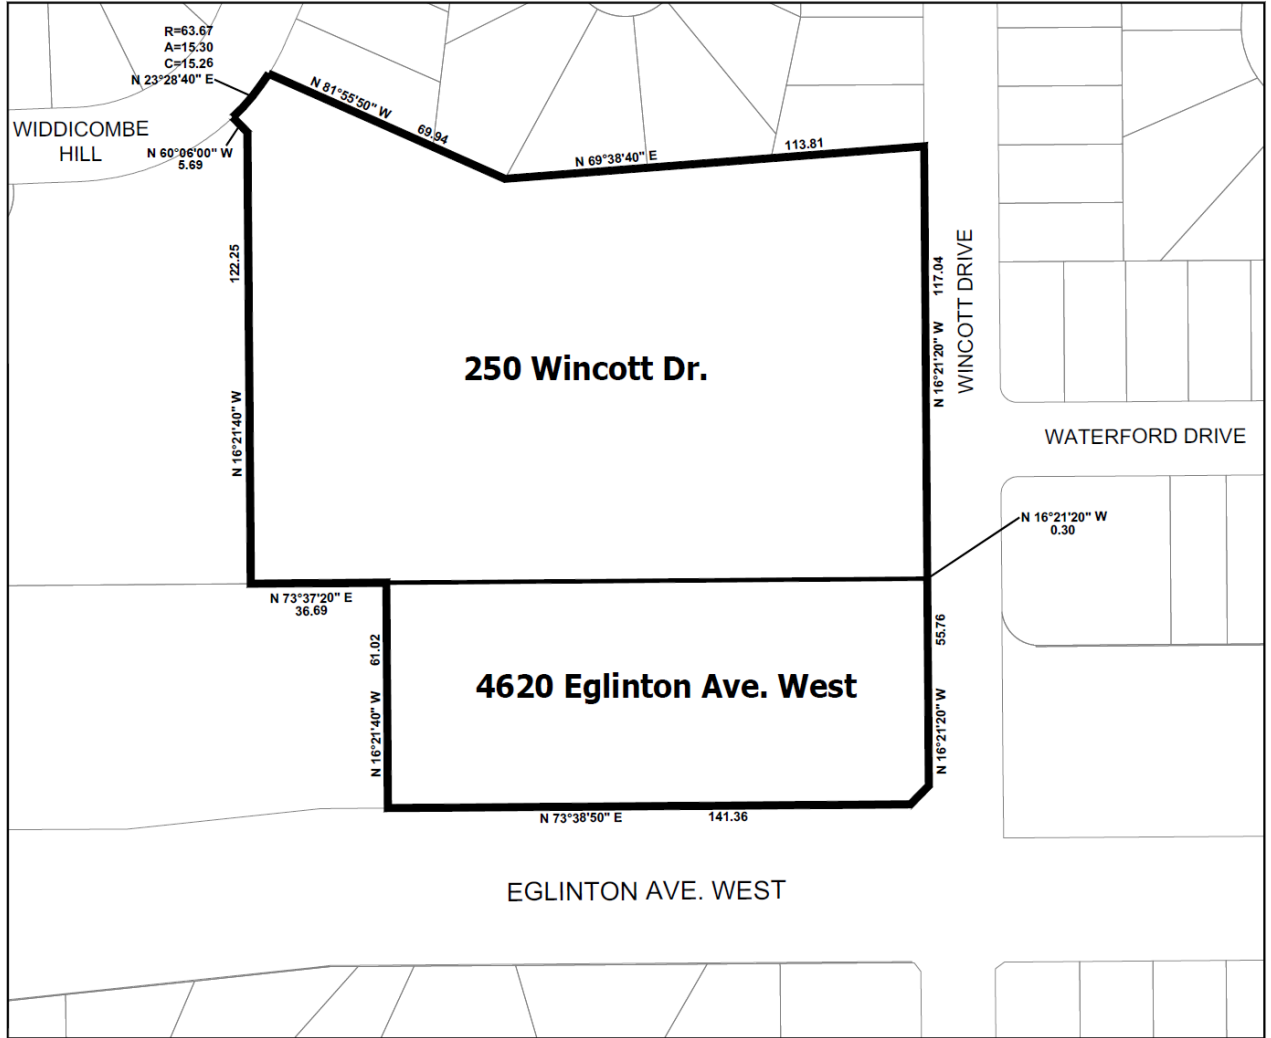 R=63.67
A=15.30
C=15.26
N 23°28'40" E
N 81°55'50" W
69.94
WIDDICOMBE
HILL
N 60°06'00" W
5.69
N 69°38'40" E
113.81
122.25
N 16°21'40" W
117.04
N 16°21'20" W
WINCOTT DRIVE
250 Wincott Dr.
WATERFORD DRIVE
N 16°21'20" W
0.30
N 73°37'20" E
36.69
61.02
N 16°21'40" W
4620 Eglinton Ave. West
55.76
N 16°21'20" W
N 73°38'50" E
141.36
EGLINTON AVE. WEST